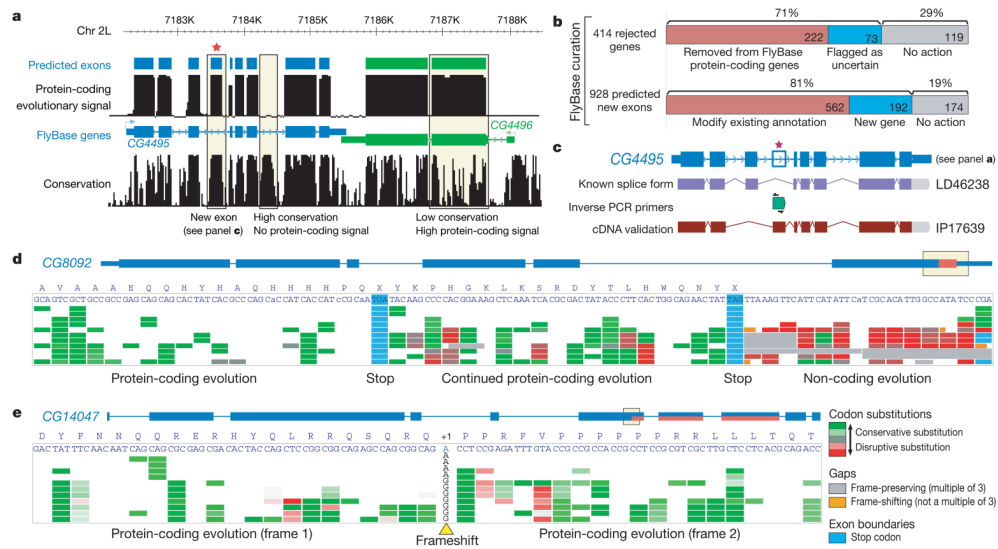 a
Chr 2L
7183K 7184K 7185K 7186K 7187K 7188K
Predicted exons
Protein-coding
evolutionary signal
FlyBase genes
CG4495
CG4496
Conservation
New exon
(see panel c)
High conservation
No protein-coding signal
Low conservation
High protein-coding signal
b
FlyBase curation
71% 29%
414 rejected
genes
222 73 119
Removed from FlyBase
protein-coding genes
Flagged as
uncertain
No action
81% 19%
928 predicted
new exons
562 192 174
Modify existing annotation New gene No action
c
CG4495 (see panel a)
Known splice form LD46238
Inverse PCR primers
cDNA validation IP17639
d
CG8092
A V A A A E Q Q H Y H A Q H H H H P Q X Y K P H G K L K S R D Y T L H W Q N Y X
GCAGTCGCTGCCGCCGAGCAGCAGCACTATCACGCCCAGCaCCATCACCATCCGCAaTGATACAAGCCCCACGGAAAGCTCAAATCACGCGACTATACCCTTCACTGGCAGAACTATTAGTTAAAGTTCATTCATATTCaTCGCACATTGGCCATATCCCGA
Protein-coding evolution Stop Continued protein-coding evolution Stop Non-coding evolution
e
CG14047
D Y F N N Q Q R E R H Y Q L R R Q S Q R Q +1 P P R F V P P P P P R R L L L T Q T
GACTATTTCAACAATCAGCAGCGCGAGCGACACTACCAGCTCCGGCGGCAGAGCCAGCGGCAG A CCTCCGAGATTTGTACCGCCGCCACCGCCTCCGCGTCGCTTGCTCCTCACGCAGACC
A
A
A
A
G
G
G
G
G
G
G
Protein-coding evolution (frame 1) Protein-coding evolution (frame 2)
Frameshift
Codon substitutions
Conservative substitution
Disruptive substitution
Gaps
Frame-preserving (multiple of 3)
Frame-shifting (not a multiple of 3)
Exon boundaries
Stop codon